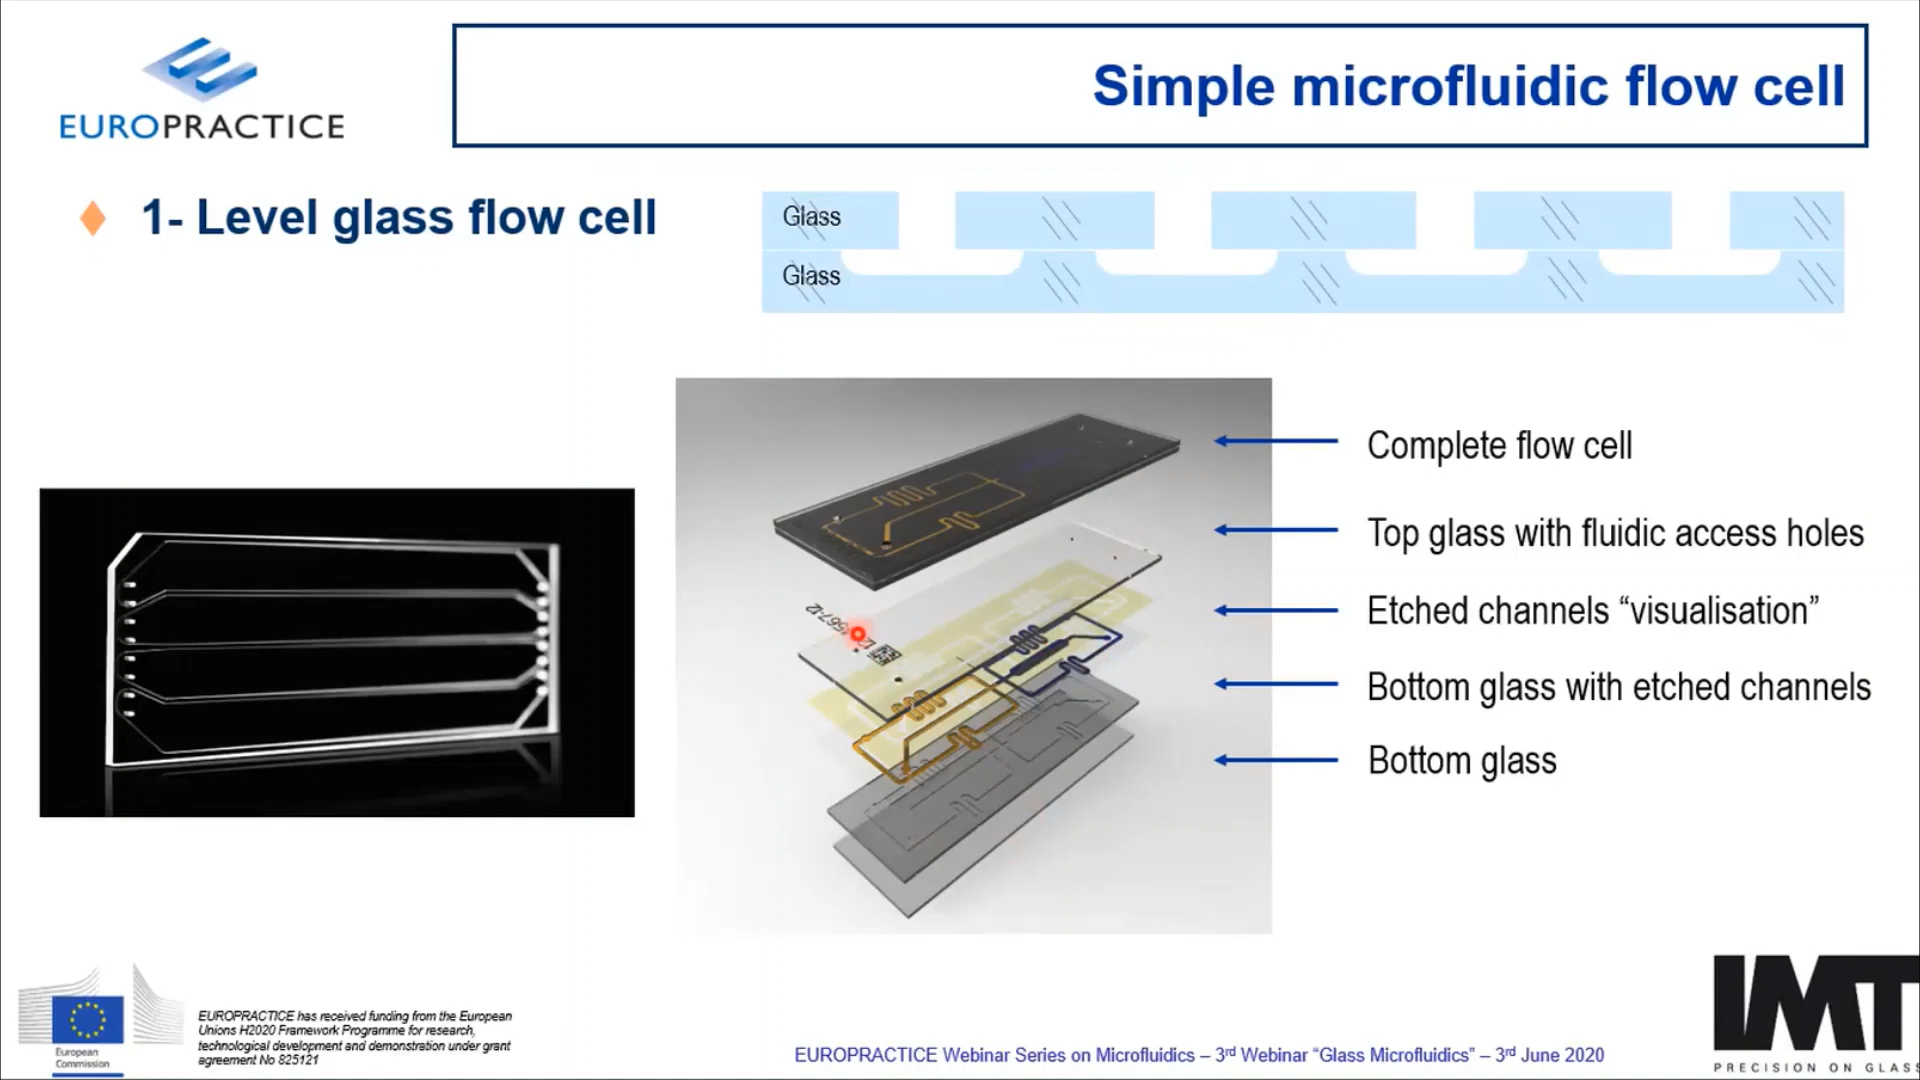 EUROPRACTICE
Simple microfluidic flow cell
1- Level glass flow cell
Glass
Glass
Complete flow cell
Top glass with fluidic access holes
Etched channels “visualisation”
Bottom glass with etched channels
Bottom glass
European
Commission
EUROPRACTICE has received funding from the European
Unions H2020 Framework Programme for research,
technological development and demonstration under grant
agreement No 825121
EUROPRACTICE Webinar Series on Microfluidics – 3rd Webinar “Glass Microfluidics” – 3rd June 2020
IMT
PRECISION ON GLASS